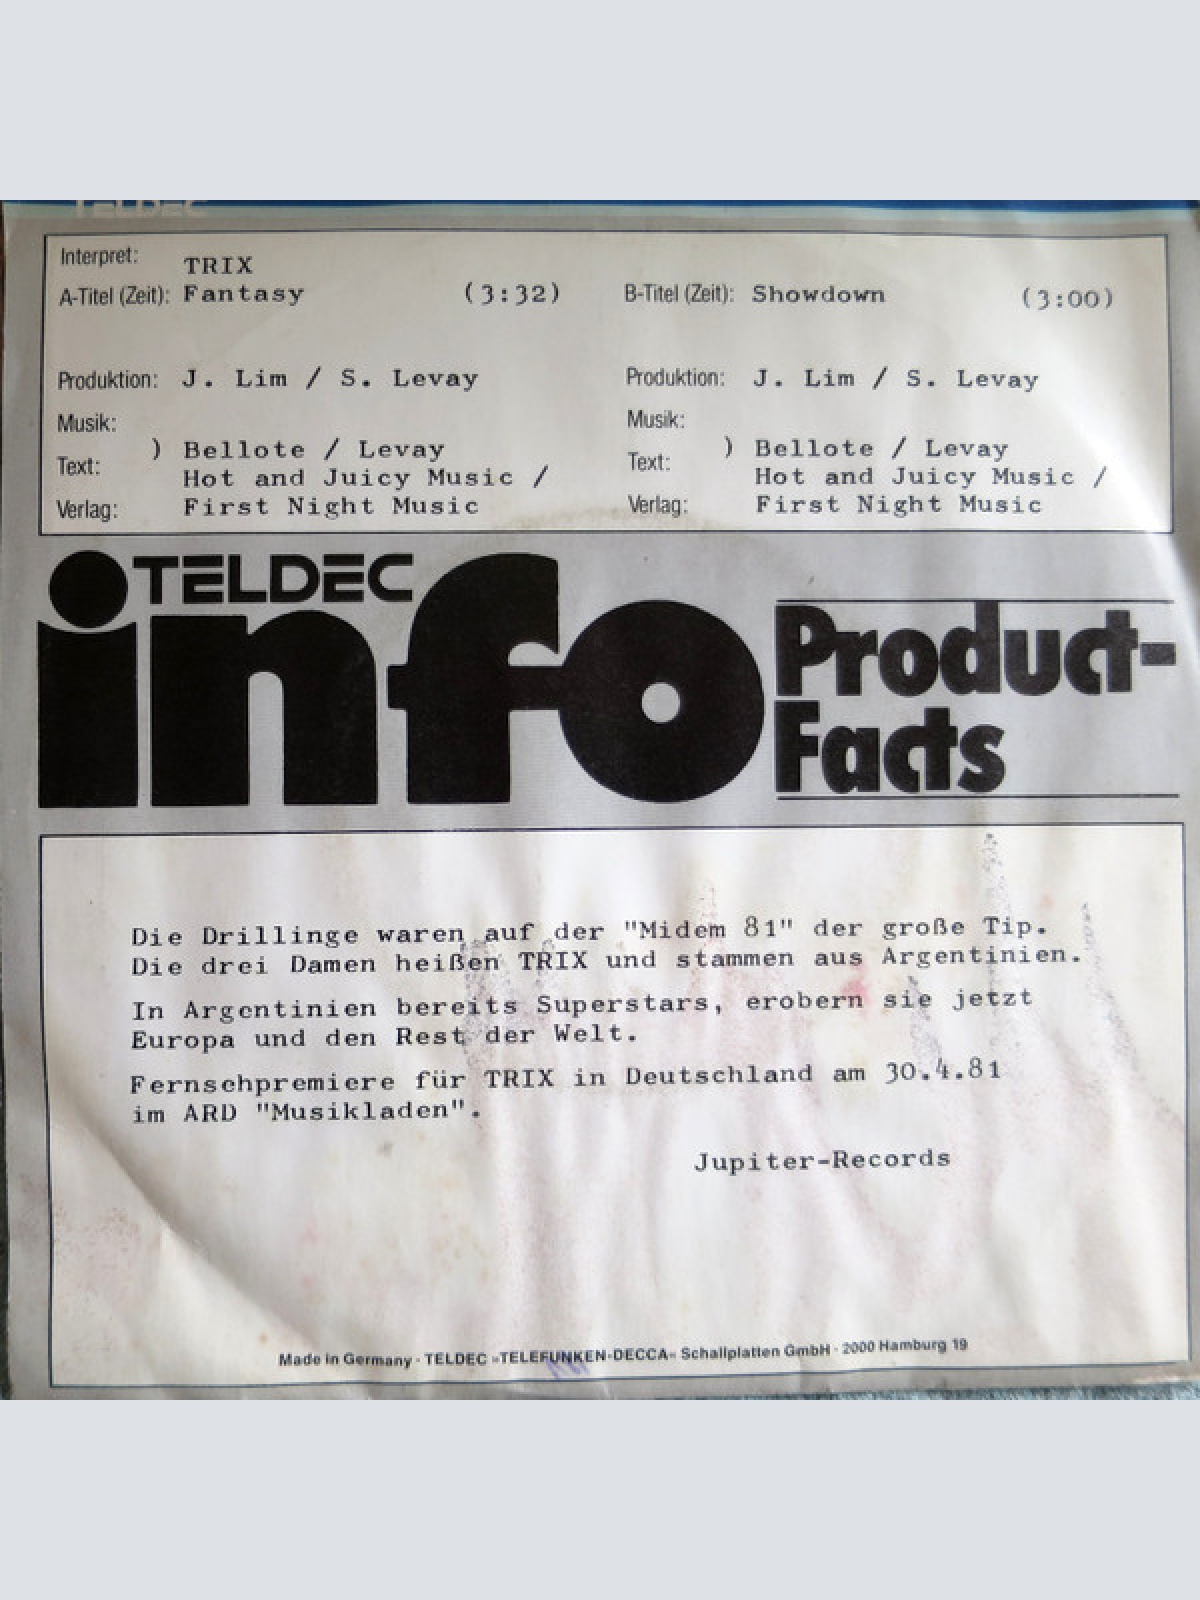 TELDEC
Interpret: TRIX
A-Titel (Zeit): Fantasy (3:32) B-Titel (Zeit): Showdown (3:00)
Produktion: J. Lim / S. Levay Produktion: J. Lim / S. Levay
Musik: Musik:
) Bellote / Levay ) Bellote / Levay
Text: Hot and Juicy Music / Text: Hot and Juicy Music /
Verlag: First Night Music Verlag: First Night Music
TELDEC
info Product-
Facts
Die Drillinge waren auf der "Midem 81" der große Tip.
Die drei Damen heißen TRIX und stammen aus Argentinien.
In Argentinien bereits Superstars, erobern sie jetzt
Europa und den Rest der Welt.
Fernsehpremiere für TRIX in Deutschland am 30.4.81
im ARD "Musikladen".
Jupiter-Records
Made in Germany · TELDEC »TELEFUNKEN-DECCA« Schallplatten GmbH · 2000 Hamburg 19